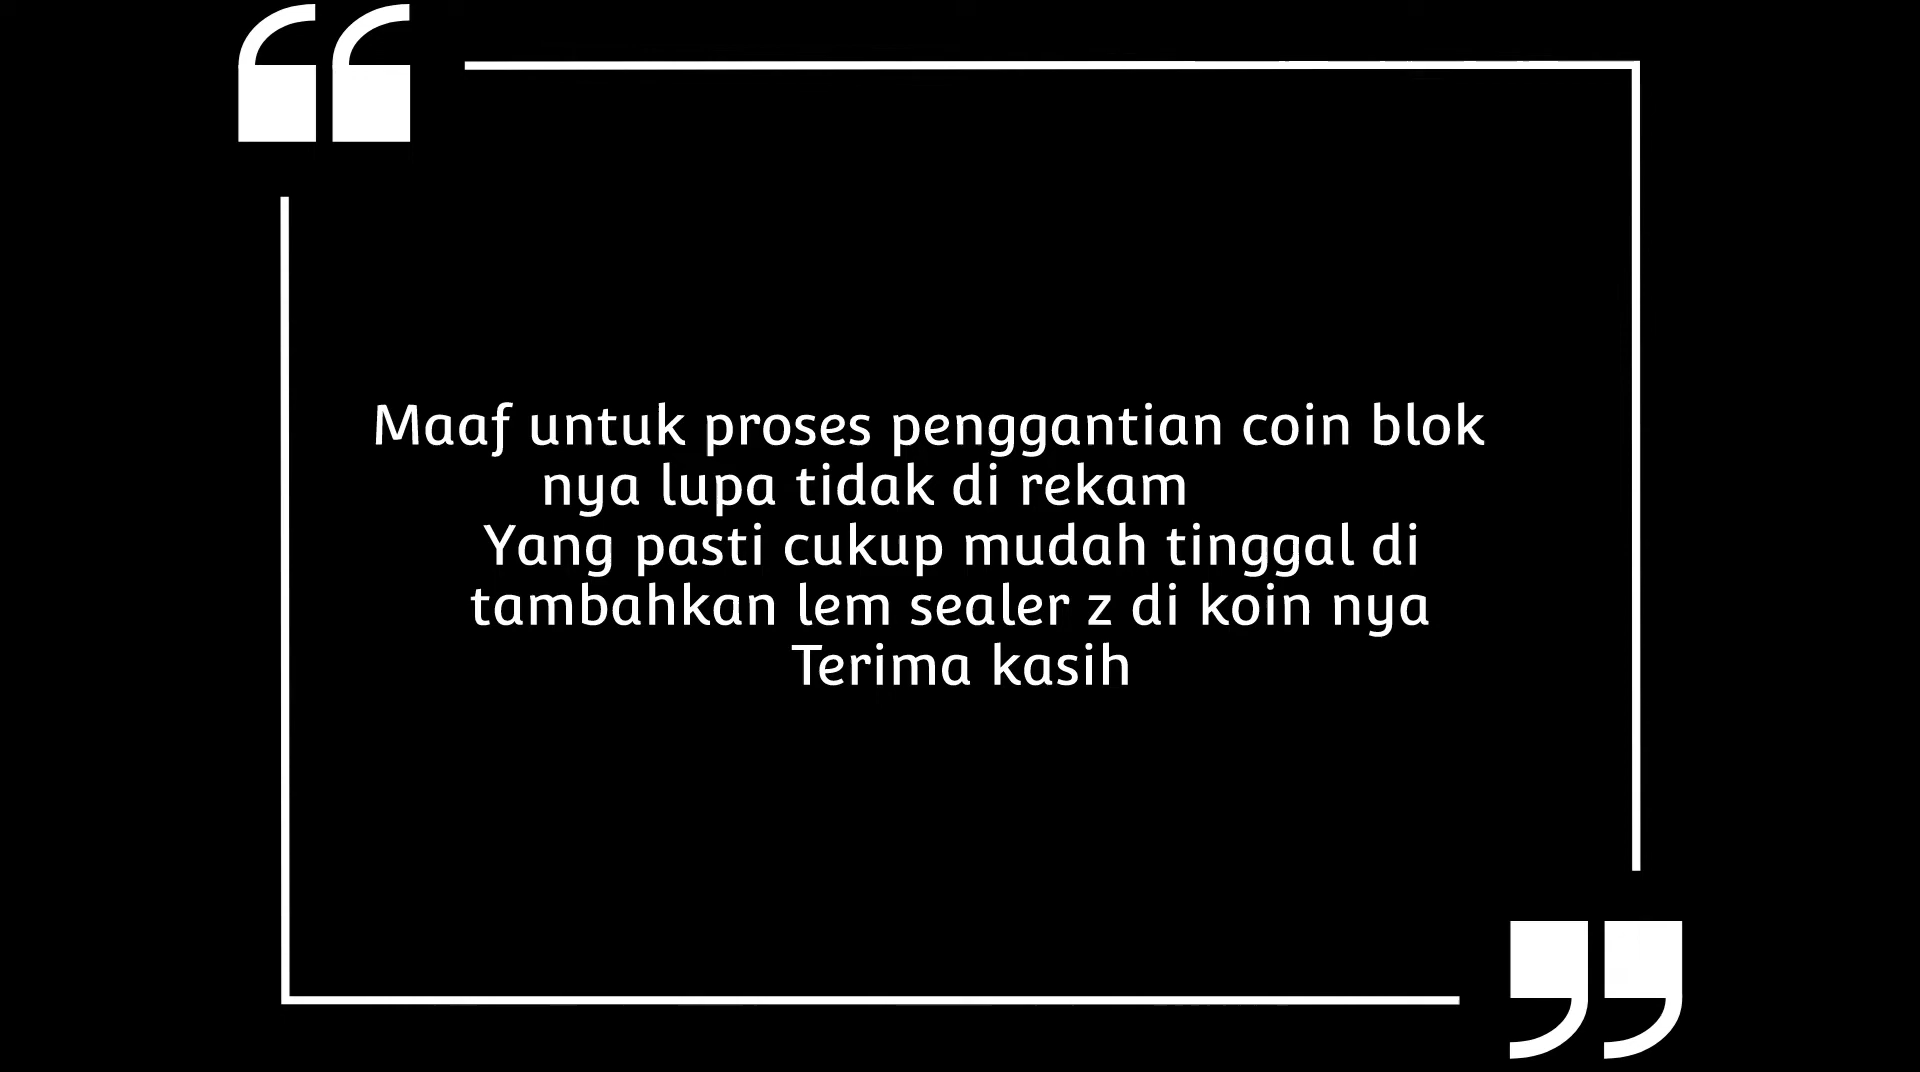 Maaf untuk proses penggantian coin blok
nya lupa tidak di rekam
Yang pasti cukup mudah tinggal di
tambahkan lem sealer z di koin nya
Terima kasih